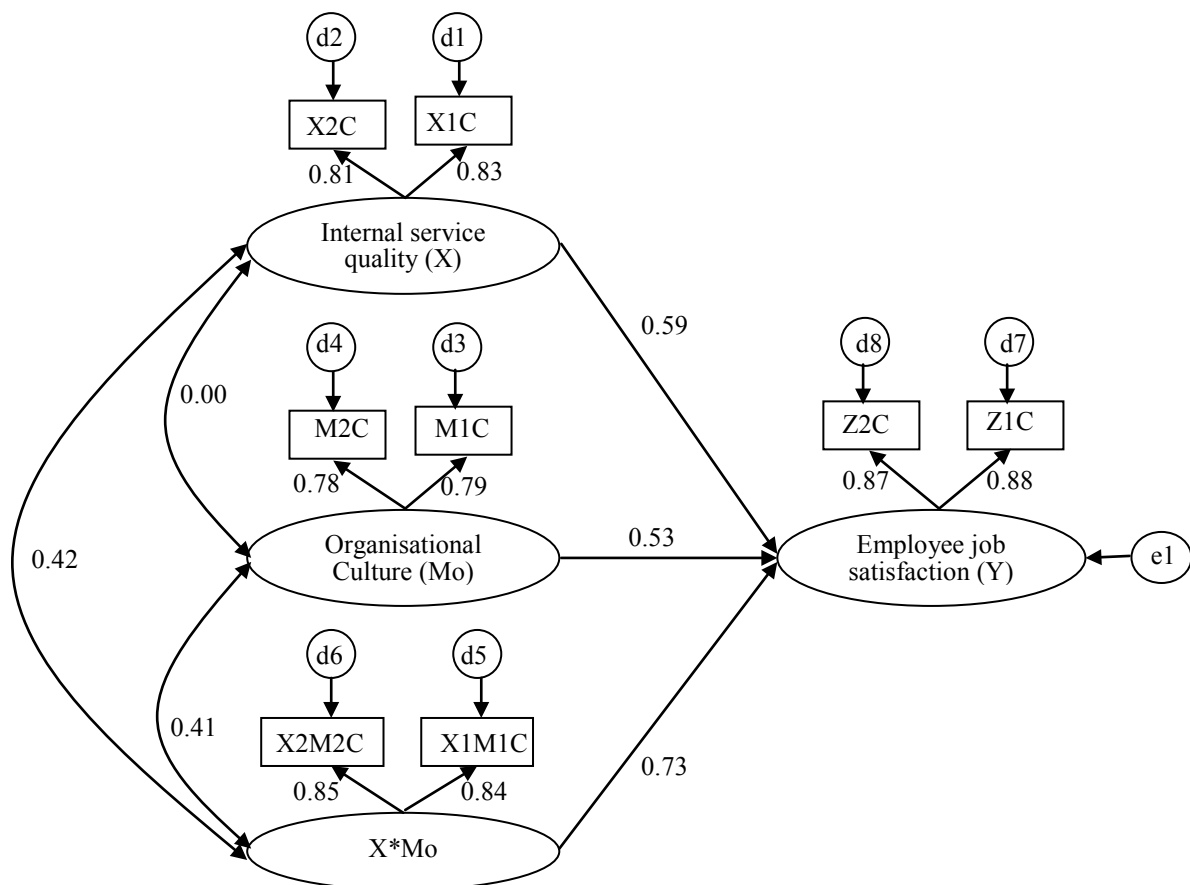 d2
d1
X2C
X1C
0.81
0.83
Internal service
quality (X)
0.59
d4
d3
d8
d7
0.00
M2C
M1C
Z2C
Z1C
0.78
0.79
0.87
0.88
0.42
Organisational
Culture (Mo)
0.53
Employee job
satisfaction (Y)
e1
d6
d5
0.41
X2M2C
X1M1C
0.73
0.85
0.84
X*Mo